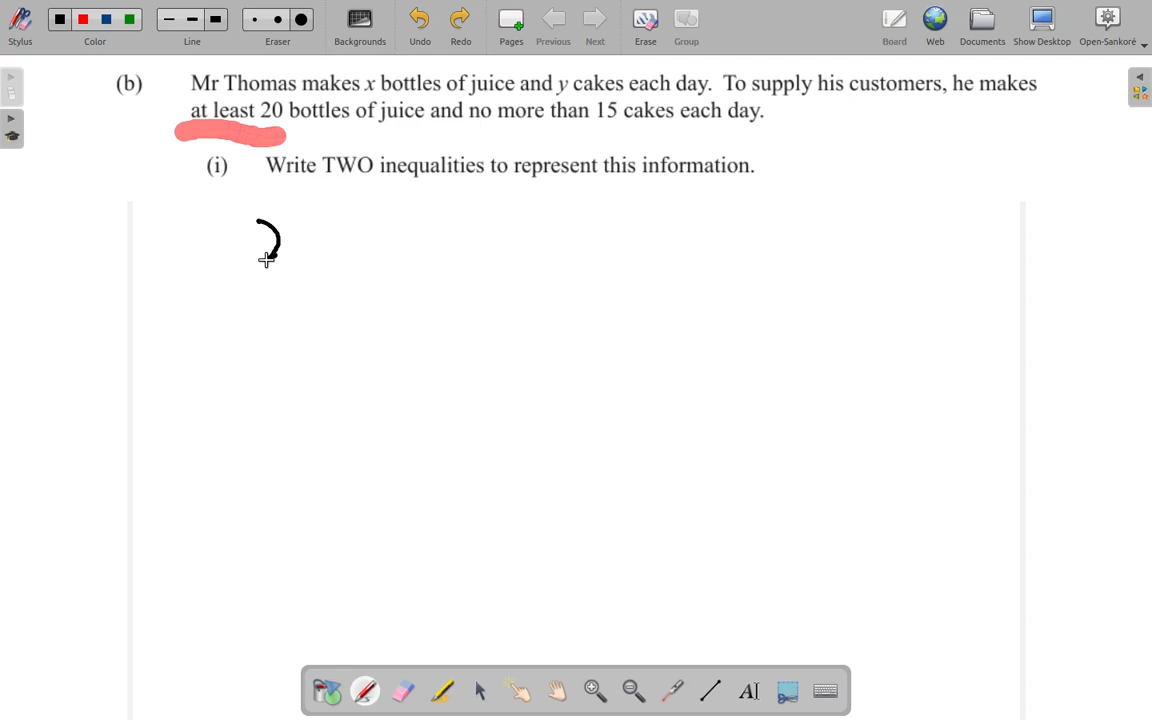 Stylus Color Line Eraser Backgrounds Undo Redo Pages Previous Next Erase Group Board Web Documents Show Desktop Open-Sankoré
(b) Mr Thomas makes x bottles of juice and y cakes each day. To supply his customers, he makes
at least 20 bottles of juice and no more than 15 cakes each day.
(i) Write TWO inequalities to represent this information.